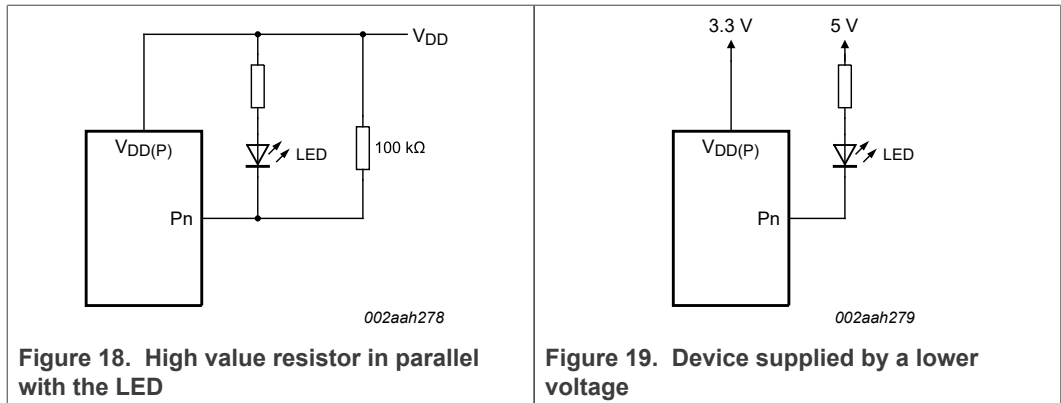 VDD
VDD(P)
LED
100 kΩ
Pn
002aah278
Figure 18. High value resistor in parallel
with the LED
3.3 V
5 V
VDD(P)
LED
Pn
002aah279
Figure 19. Device supplied by a lower
voltage